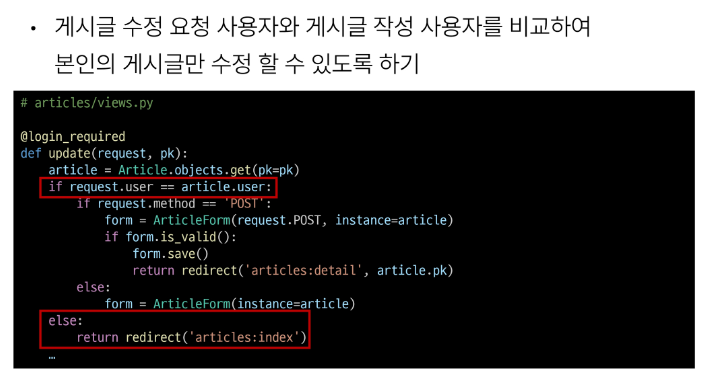 • 게시글 수정 요청 사용자와 게시글 작성 사용자를 비교하여
본인의 게시글만 수정 할 수 있도록 하기
# articles/views.py
@login_required
def update(request, pk):
    article = Article.objects.get(pk=pk)
    if request.user == article.user:
        if request.method == 'POST':
            form = ArticleForm(request.POST, instance=article)
            if form.is_valid():
                form.save()
                return redirect('articles:detail', article.pk)
        else:
            form = ArticleForm(instance=article)
    else:
        return redirect('articles:index')
    …